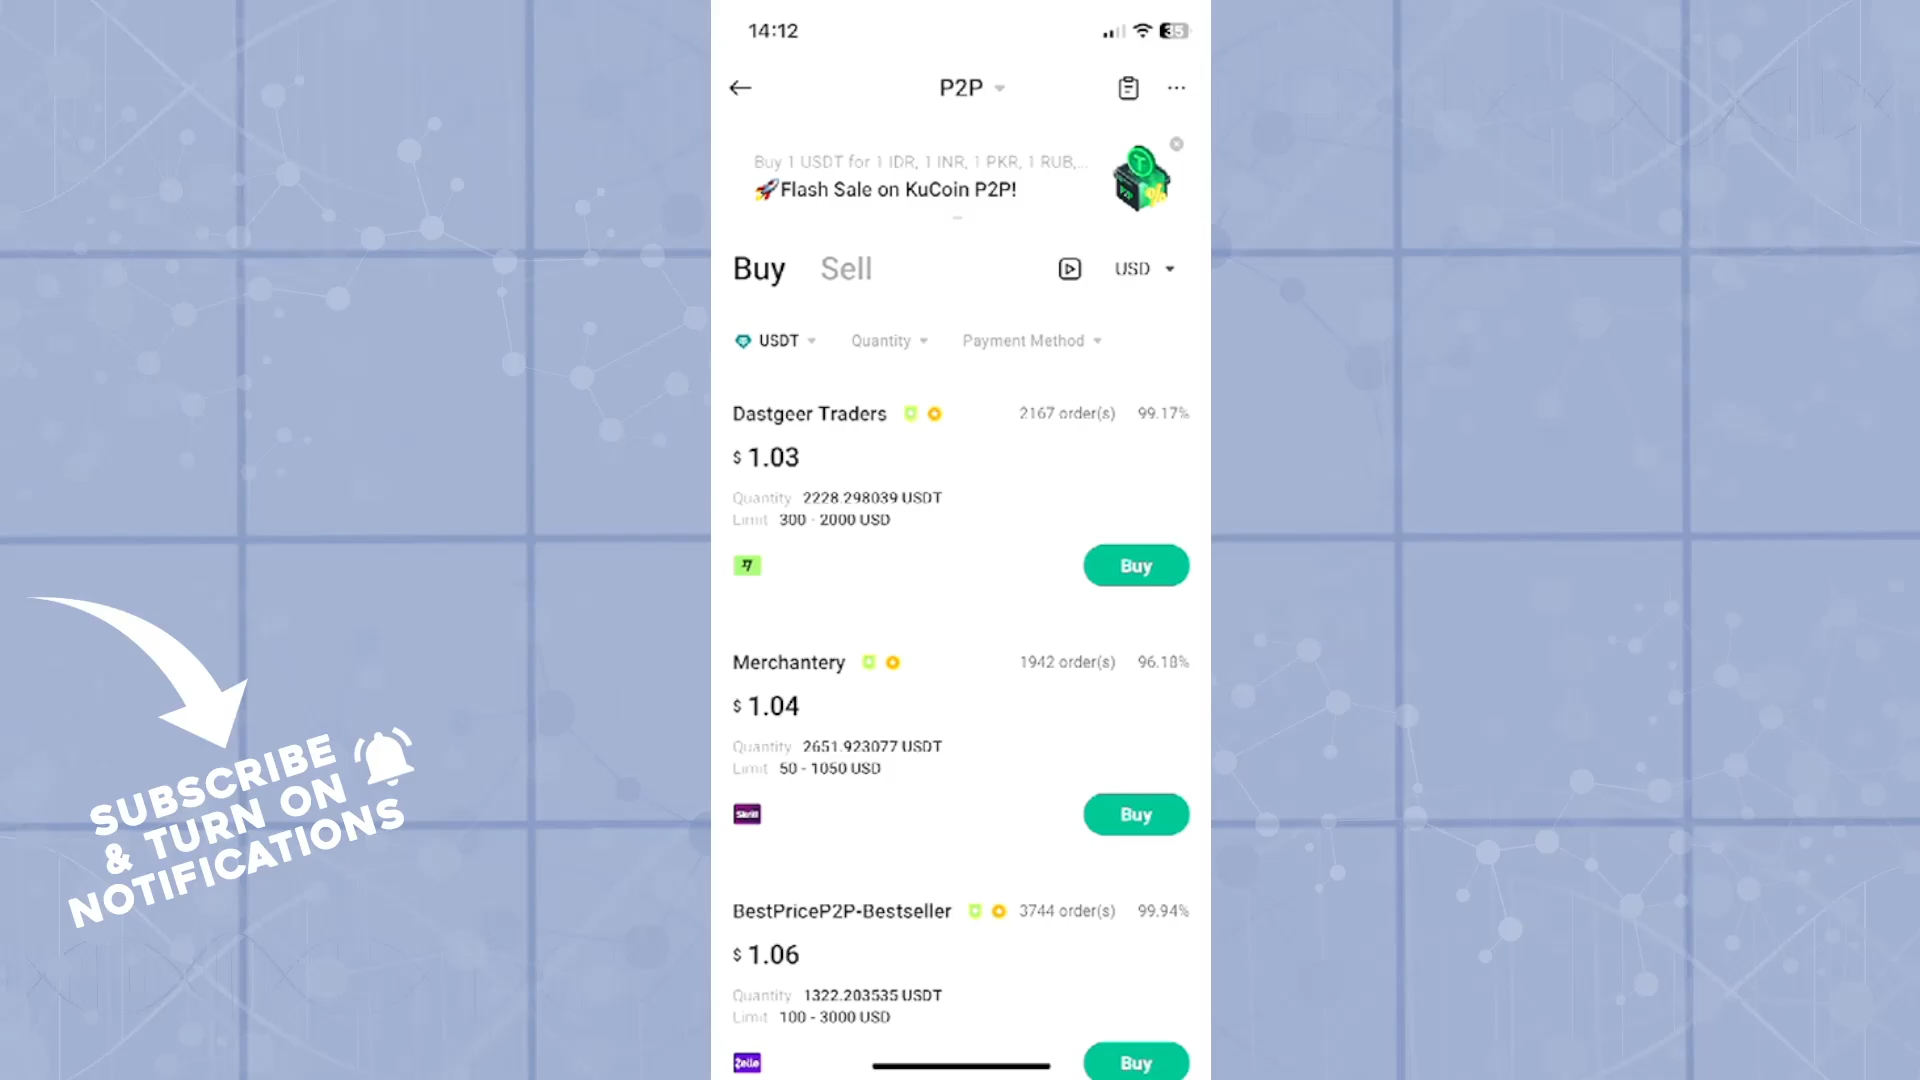 14:12
35
P2P
Buy 1 USDT for 1 IDR, 1 INR, 1 PKR, 1 RUB,...
🚀Flash Sale on KuCoin P2P!
P2P %
Buy Sell USD
USDT Quantity Payment Method
Dastgeer Traders 2167 order(s) 99.17%
$ 1.03
Quantity 2228.298039 USDT
Limit 300 - 2000 USD
Buy
Merchantery 1942 order(s) 96.18%
$ 1.04
Quantity 2651.923077 USDT
Limit 50 - 1050 USD
Skrill Buy
BestPriceP2P-Bestseller 3744 order(s) 99.94%
$ 1.06
Quantity 1322.203535 USDT
Limit 100 - 3000 USD
Zelle Buy
SUBSCRIBE
& TURN ON
NOTIFICATIONS